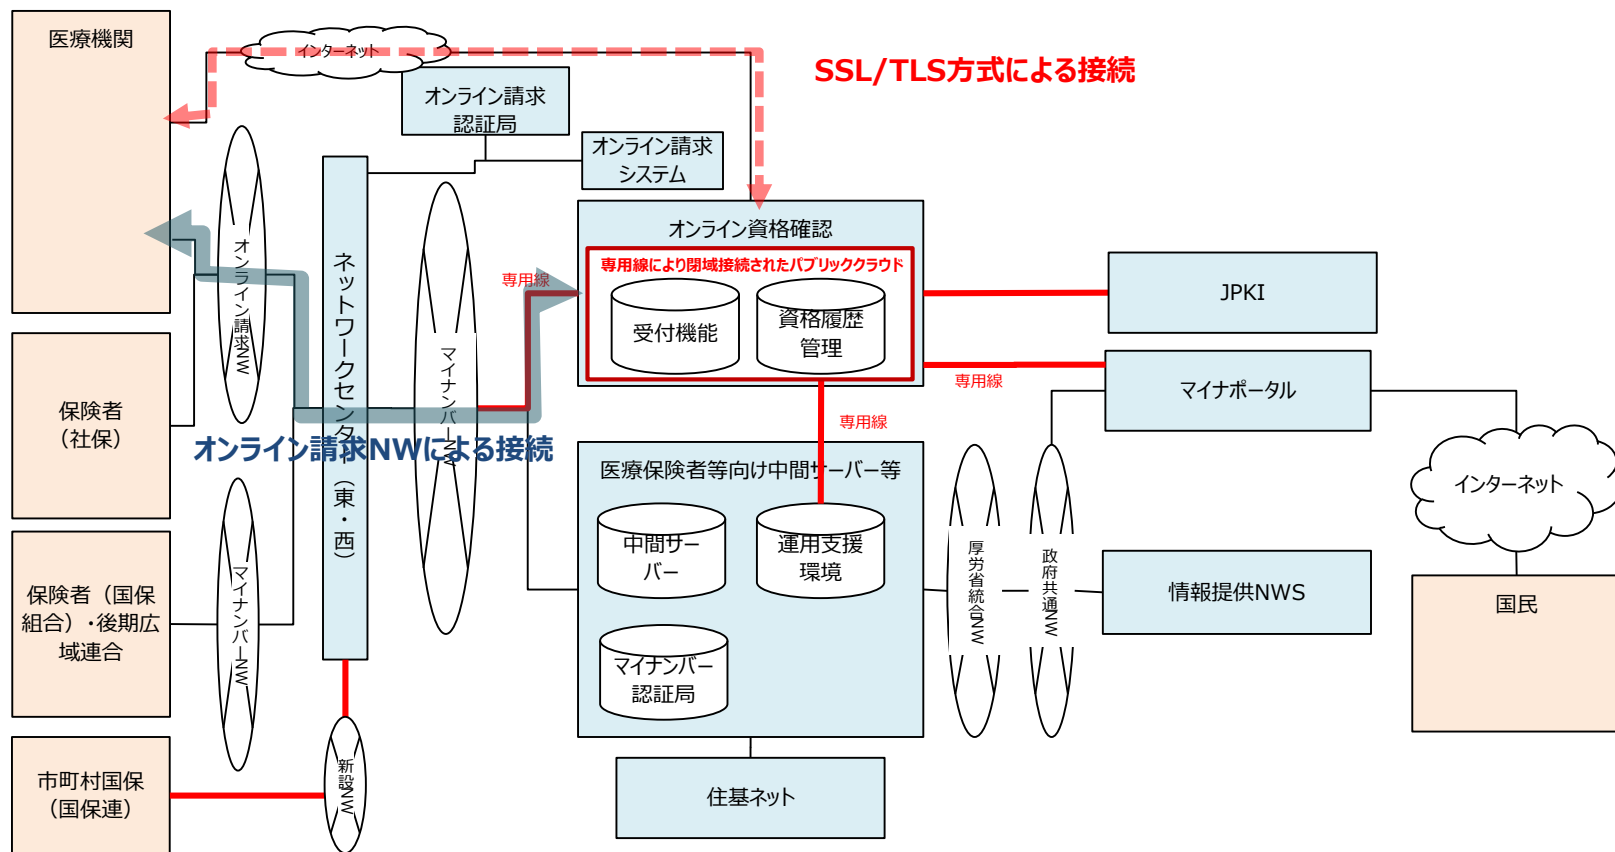 医療機関
インターネット
SSL/TLS方式による接続
オンライン請求
認証局
オンライン請求
システム
オンライン請求NW
ネットワークセンター（東・西）
マイナンバーNW
専用線
オンライン資格確認
専用線により閉域接続されたパブリッククラウド
受付機能
資格履歴
管理
JPKI
専用線
マイナポータル
専用線
保険者
（社保）
オンライン請求NWによる接続
医療保険者等向け中間サーバー等
中間サー
バー
運用支援
環境
マイナンバー
認証局
厚労省統合NW
政府共通NW
情報提供NWS
インターネット
国民
保険者（国保
組合）・後期広
域連合
マイナンバーNW
市町村国保
（国保連）
新設NW
住基ネット